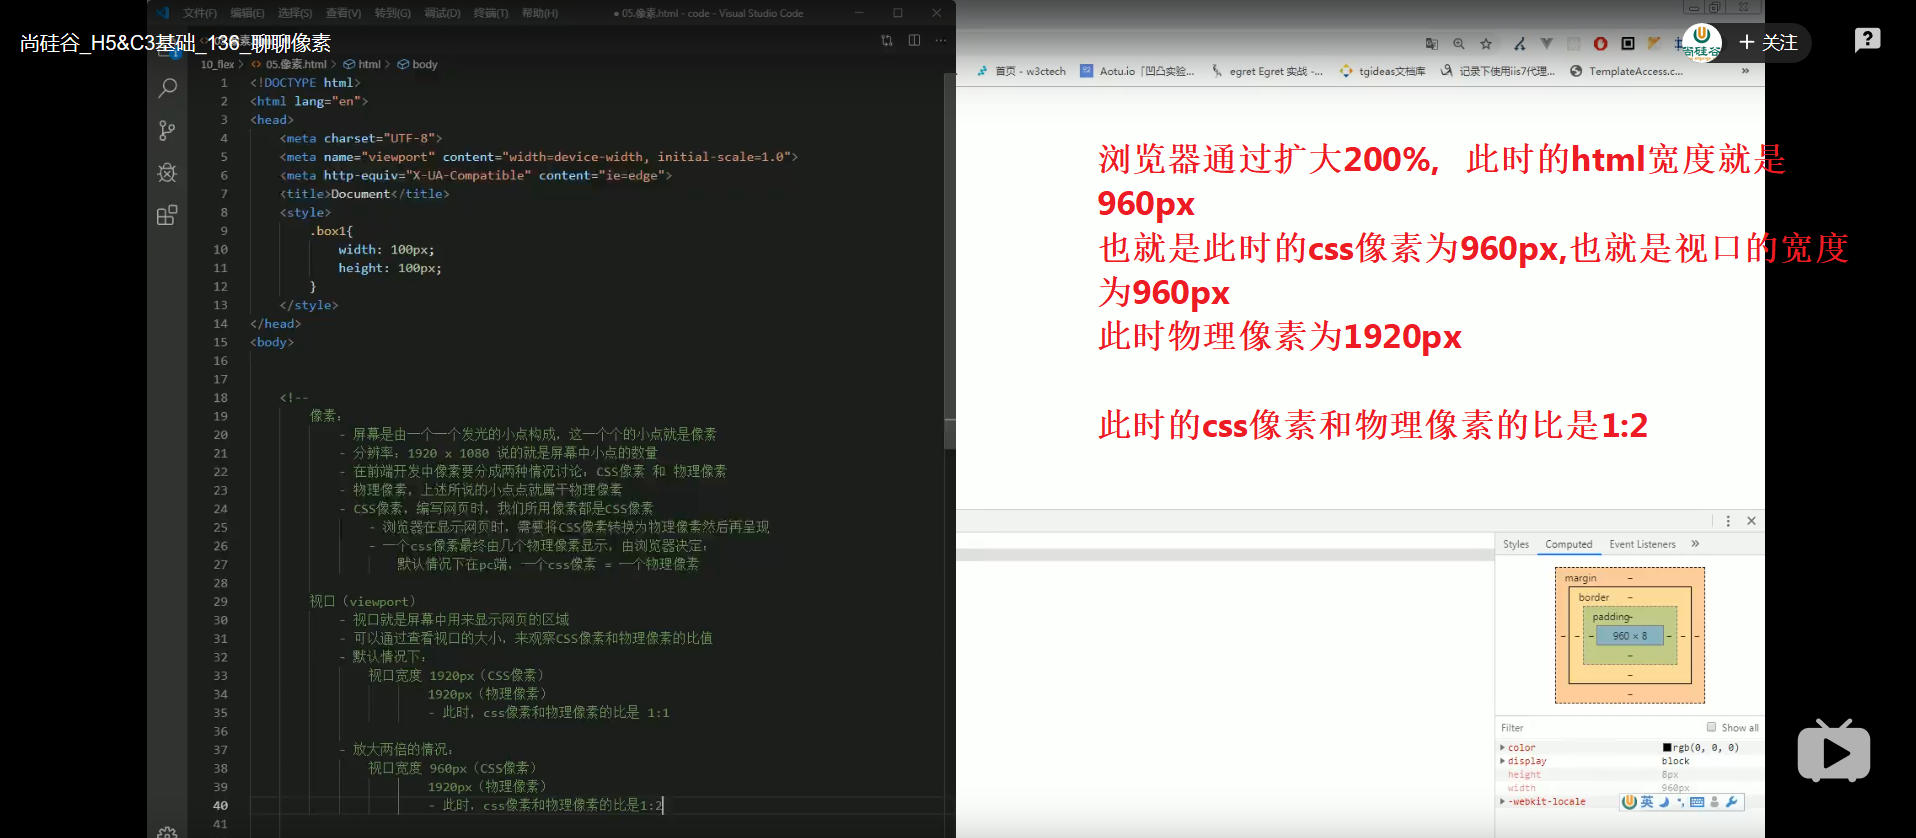 文件(F) 编辑(E) 选择(S) 查看(V) 转到(G) 调试(D) 终端(T) 帮助(H) ● 05.像素.html - code - Visual Studio Code
尚硅谷_H5&C3基础_136_聊聊像素
+ 关注
10_flex > 05.像素.html > html > body
首页 - w3ctech
Aotu.io「凹凸实验...
egret Egret 实战 -...
tgideas文档库
记录下使用iis7代理...
TemplateAccess.c...
»
1 <!DOCTYPE html>
2 <html lang="en">
3 <head>
4 <meta charset="UTF-8">
5 <meta name="viewport" content="width=device-width, initial-scale=1.0">
6 <meta http-equiv="X-UA-Compatible" content="ie=edge">
7 <title>Document</title>
8 <style>
9 .box1{
10 width: 100px;
11 height: 100px;
12 }
13 </style>
14 </head>
15 <body>
16
17
18 <!--
19 像素：
20 - 屏幕是由一个一个发光的小点构成，这一个个的小点就是像素
21 - 分辨率：1920 x 1080 说的就是屏幕中小点的数量
22 - 在前端开发中像素要分成两种情况讨论：CSS像素 和 物理像素
23 - 物理像素，上述所说的小点点就属于物理像素
24 - CSS像素，编写网页时，我们所用像素都是CSS像素
25 - 浏览器在显示网页时，需要将CSS像素转换为物理像素然后再呈现
26 - 一个css像素最终由几个物理像素显示，由浏览器决定：
27 默认情况下在pc端，一个css像素 = 一个物理像素
28
29 视口（viewport）
30 - 视口就是屏幕中用来显示网页的区域
31 - 可以通过查看视口的大小，来观察CSS像素和物理像素的比值
32 - 默认情况下：
33 视口宽度 1920px（CSS像素）
34 1920px（物理像素）
35 - 此时，css像素和物理像素的比是 1:1
36
37 - 放大两倍的情况：
38 视口宽度 960px（CSS像素）
39 1920px（物理像素）
40 - 此时，css像素和物理像素的比是1:2
41
浏览器通过扩大200%，此时的html宽度就是
960px
也就是此时的css像素为960px,也就是视口的宽度
为960px
此时物理像素为1920px
此时的css像素和物理像素的比是1:2
Styles Computed Event Listeners »
margin –
border –
padding –
– – – 960 × 8 – – –
–
–
–
Filter Show all
color rgb(0, 0, 0)
display block
height 8px
width 960px
-webkit-locale
英